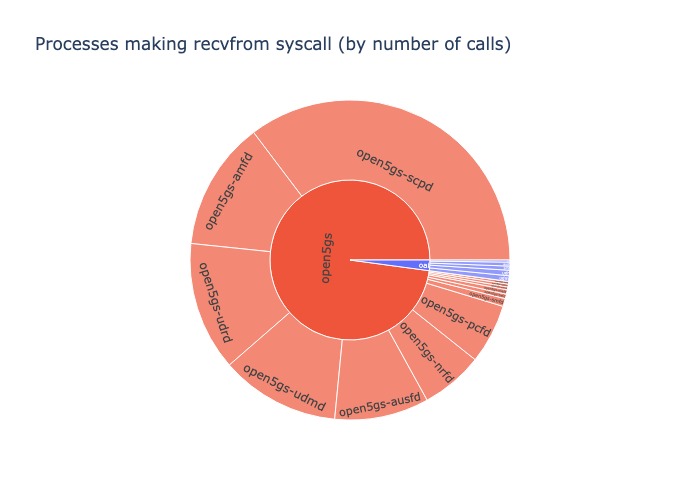 Processes making recvfrom syscall (by number of calls)
open5gs-scpd
open5gs-amfd
open5gs
open5gs-udrd
open5gs-pcfd
open5gs-nrfd
open5gs-udmd
open5gs-ausfd